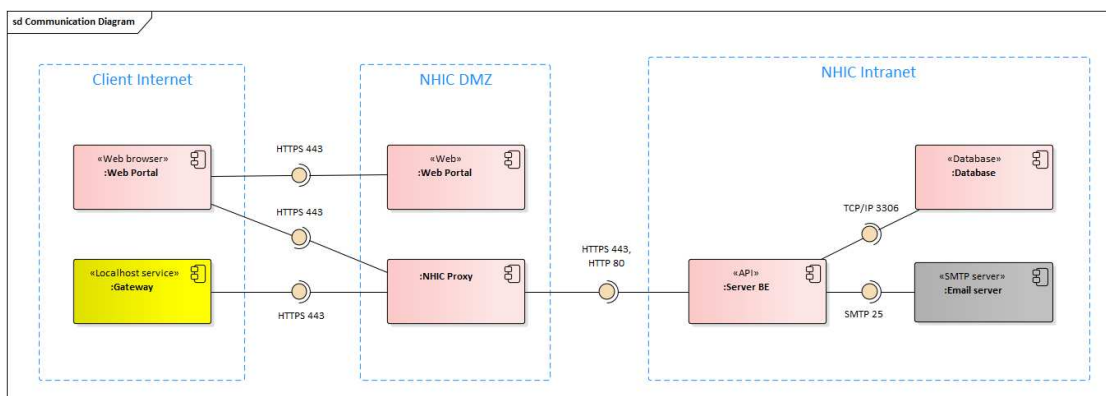 sd Communication Diagram
Client Internet
NHIC DMZ
NHIC Intranet
«Web browser»
:Web Portal
HTTPS 443
«Web»
:Web Portal
«Database»
:Database
HTTPS 443
TCP/IP 3306
«Localhost service»
:Gateway
HTTPS 443
:NHIC Proxy
HTTPS 443,
HTTP 80
«API»
:Server BE
SMTP 25
«SMTP server»
:Email server